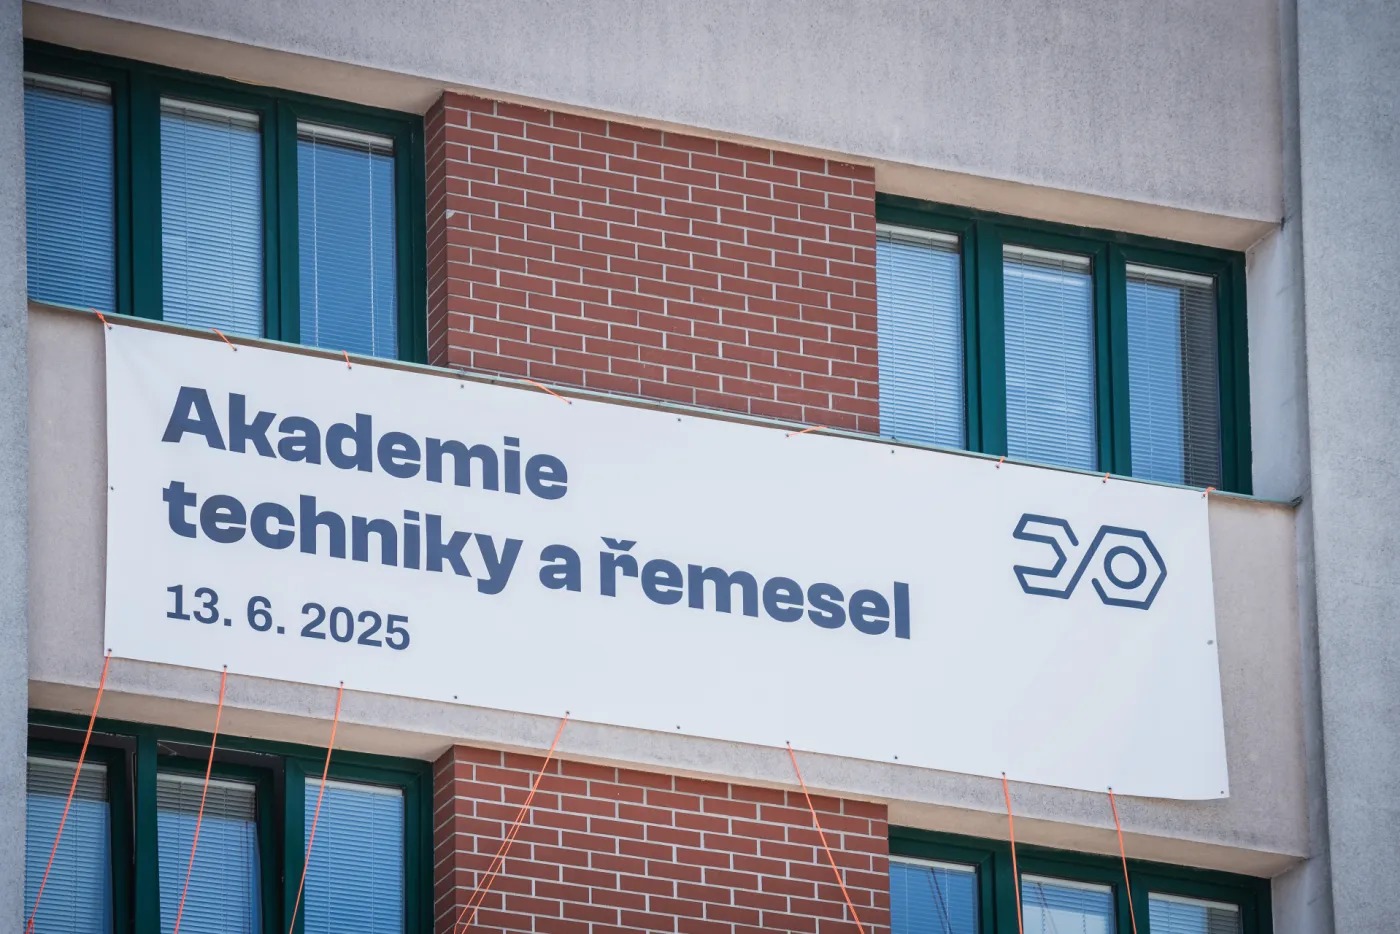 Akademie
techniky a řemesel
13. 6. 2025